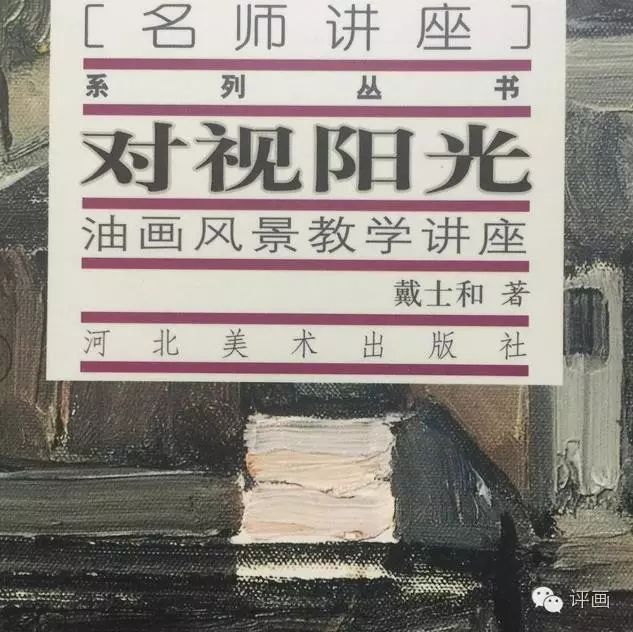 [名师讲座]
系列丛书
对视阳光
油画风景教学讲座
戴士和 著
河北美术出版社
评画